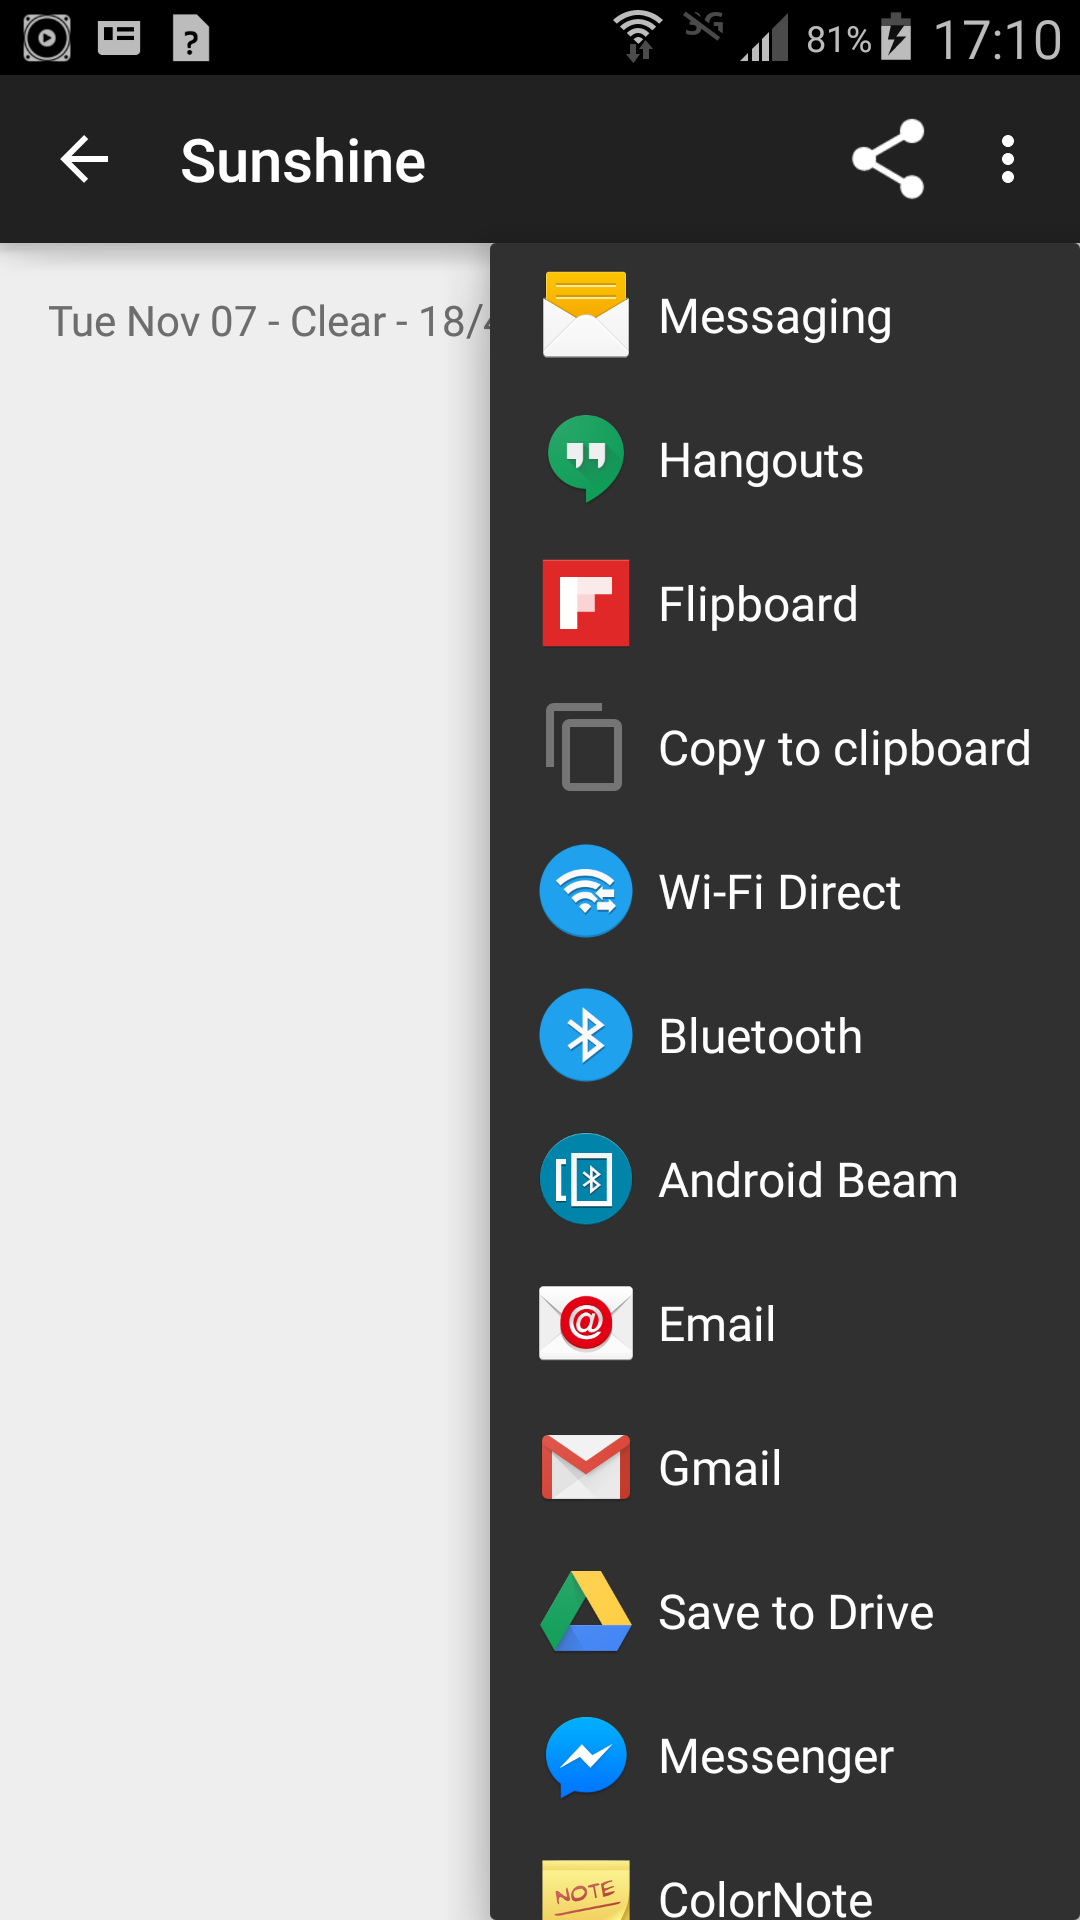 81% 17:10
Sunshine
Tue Nov 07 - Clear - 18/
Messaging
Hangouts
Flipboard
Copy to clipboard
Wi-Fi Direct
Bluetooth
Android Beam
@
Email
Gmail
Save to Drive
Messenger
NOTE
ColorNote